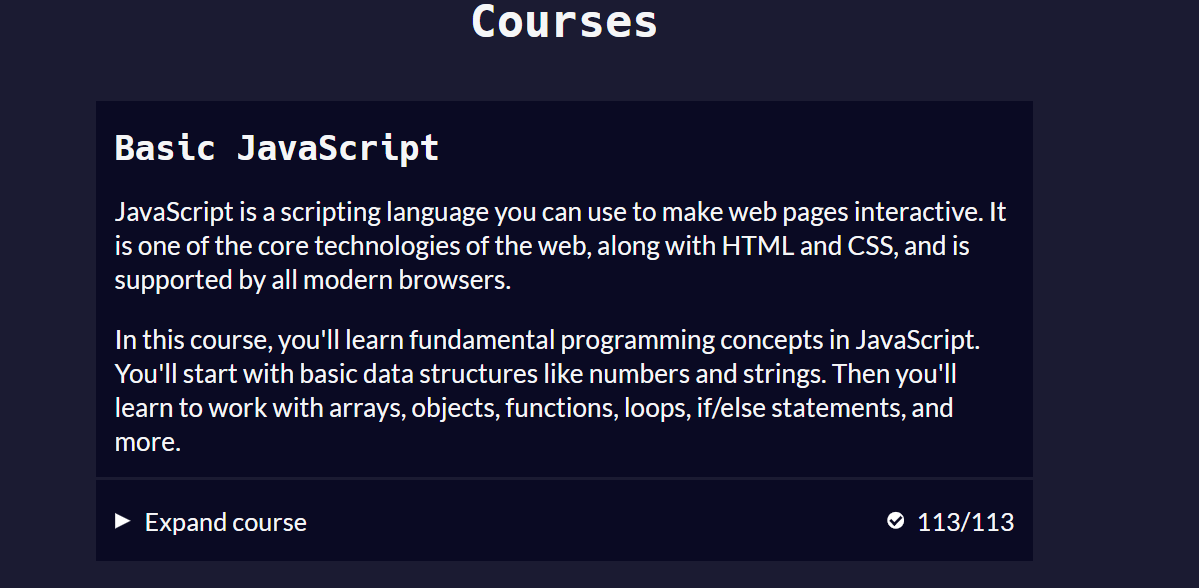 Courses
Basic JavaScript
JavaScript is a scripting language you can use to make web pages interactive. It
is one of the core technologies of the web, along with HTML and CSS, and is
supported by all modern browsers.
In this course, you'll learn fundamental programming concepts in JavaScript.
You'll start with basic data structures like numbers and strings. Then you'll
learn to work with arrays, objects, functions, loops, if/else statements, and
more.
Expand course 113/113